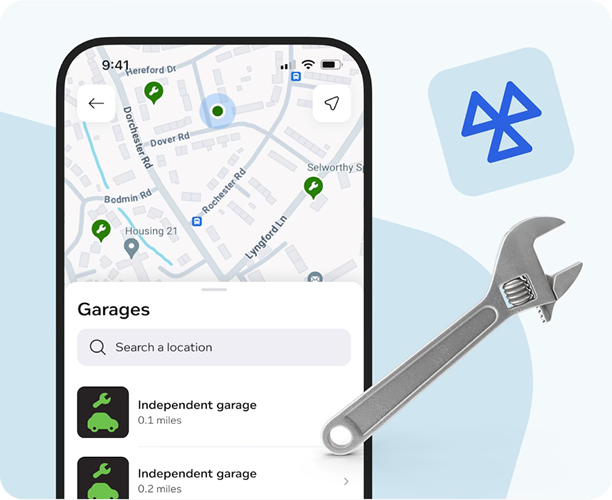 9:41
Hereford Dr
Dorchester Rd
Dover Rd
Selworthy Sp
Bodmin Rd
Rochester Rd
Housing 21
Lyngford Ln
Garages
Search a location
Independent garage
0.1 miles
Independent garage
0.2 miles